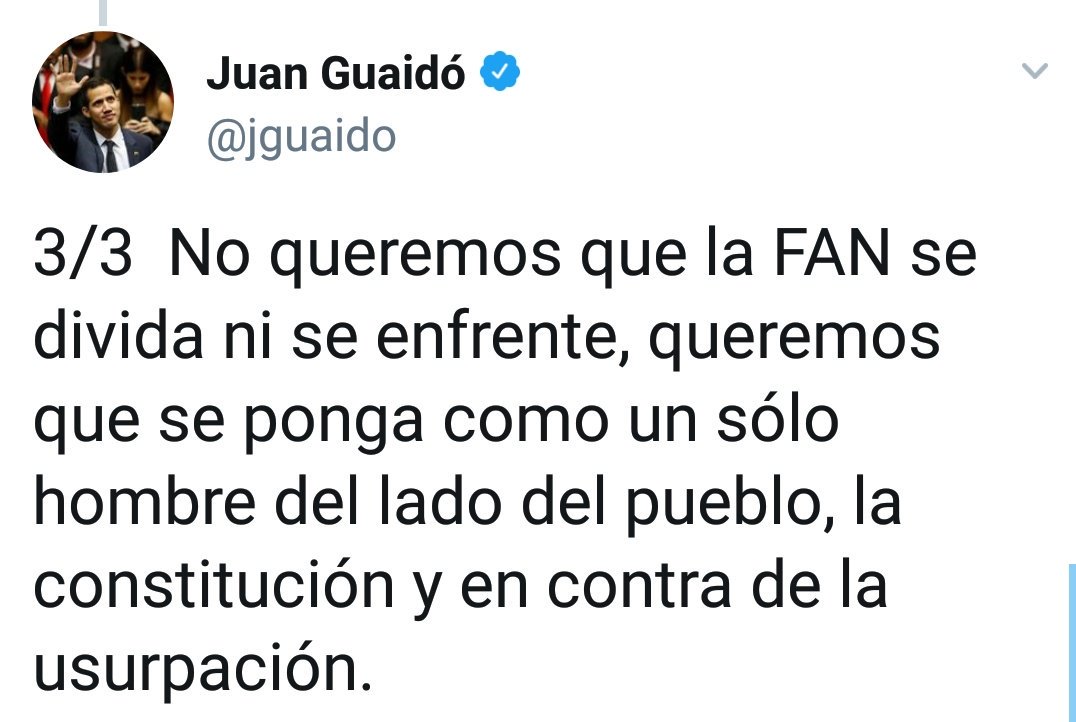 Juan Guaidó
@jguaido
3/3 No queremos que la FAN se
divida ni se enfrente, queremos
que se ponga como un sólo
hombre del lado del pueblo, la
constitución y en contra de la
usurpación.